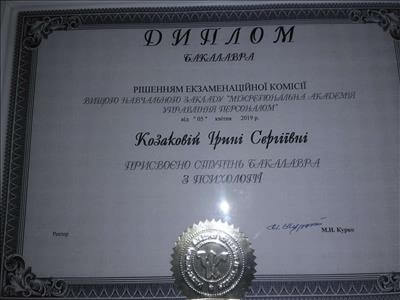 ДИПЛОМ
БАКАЛАВРА
РІШЕННЯМ ЕКЗАМЕНАЦІЙНОЇ КОМІСІЇ
ВИЩОГО НАВЧАЛЬНОГО ЗАКЛАДУ "МІЖРЕГІОНАЛЬНА АКАДЕМІЯ
УПРАВЛІННЯ ПЕРСОНАЛОМ"
від "05" квітня 2019 р.
Козаковій Ірині Сергіївні
ПРИСВОЄНО СТУПІНЬ БАКАЛАВРА
З ПСИХОЛОГІЇ
Ректор М.Н. Курко